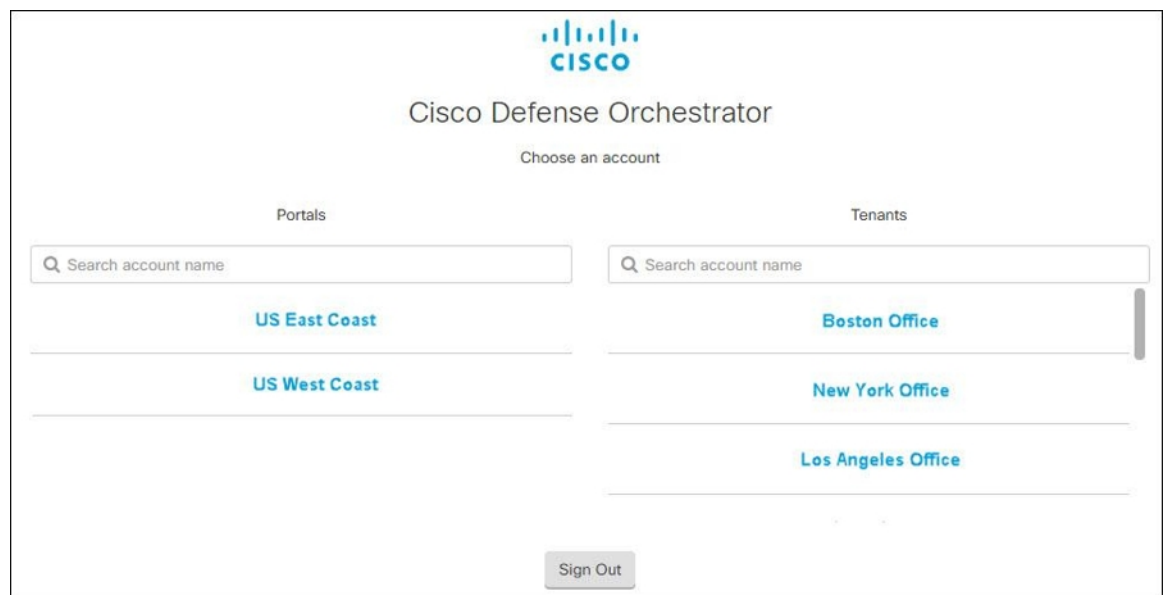 CISCO
Cisco Defense Orchestrator
Choose an account
Portals
Search account name
US East Coast
US West Coast
Tenants
Search account name
Boston Office
New York Office
Los Angeles Office
Sign Out